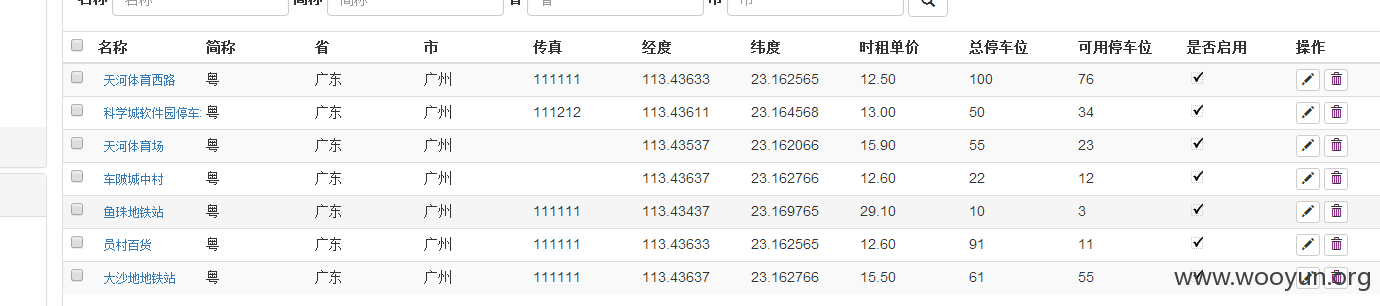 名称 名称 简称 简称 省 省 市 市
名称 简称 省 市 传真 经度 纬度 时租单价 总停车位 可用停车位 是否启用 操作
天河体育西路 粤 广东 广州 111111 113.43633 23.162565 12.50 100 76
科学城软件园停车 粤 广东 广州 111212 113.43611 23.164568 13.00 50 34
天河体育场 粤 广东 广州 113.43537 23.162066 15.90 55 23
车陂城中村 粤 广东 广州 113.43637 23.162766 12.60 22 12
鱼珠地铁站 粤 广东 广州 111111 113.43437 23.169765 29.10 10 3
员村百货 粤 广东 广州 111111 113.43633 23.162565 12.60 91 11
大沙地地铁站 粤 广东 广州 111111 113.43637 23.162766 15.50 61 55
www.wooyun.org